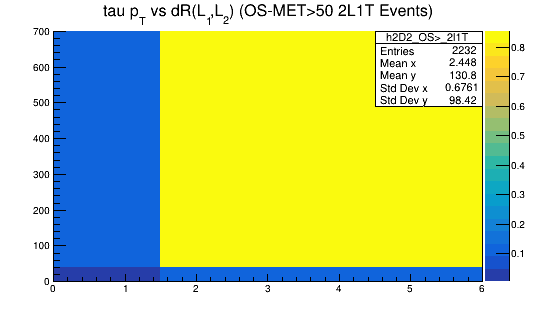 tau pT vs dR(L1,L2) (OS-MET>50 2L1T Events)
h2D2_OS>_2l1T
Entries 2232
Mean x 2.448
Mean y 130.8
Std Dev x 0.6761
Std Dev y 98.42
700
600
500
400
300
200
100
0
0 1 2 3 4 5 6
0.8
0.7
0.6
0.5
0.4
0.3
0.2
0.1